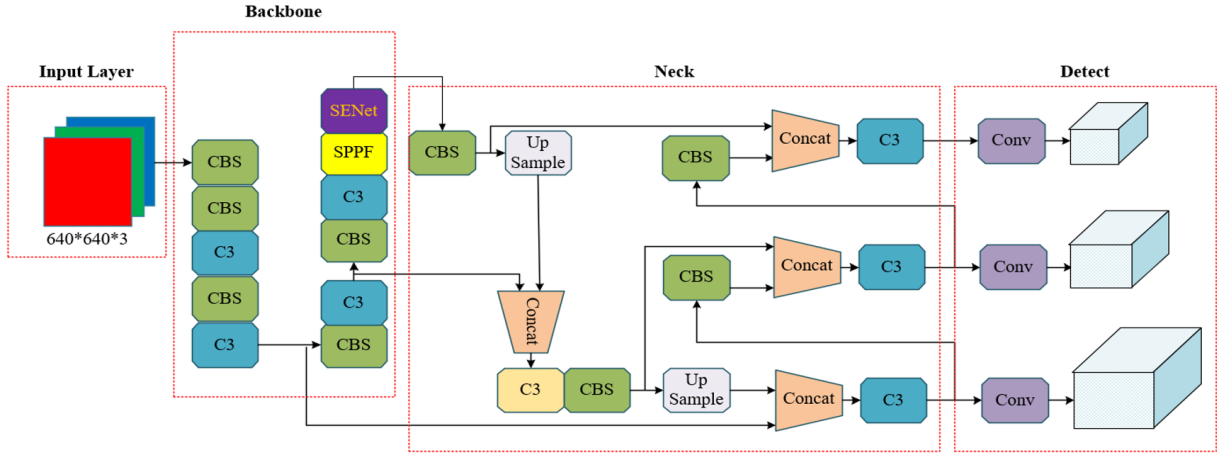 Backbone
Input Layer
Neck
Detect
640*640*3
CBS
CBS
C3
CBS
C3
SENet
SPPF
C3
CBS
C3
CBS
CBS
Up
Sample
Concat
C3
CBS
CBS
Concat
C3
Conv
CBS
Concat
C3
Conv
Up
Sample
Concat
C3
Conv